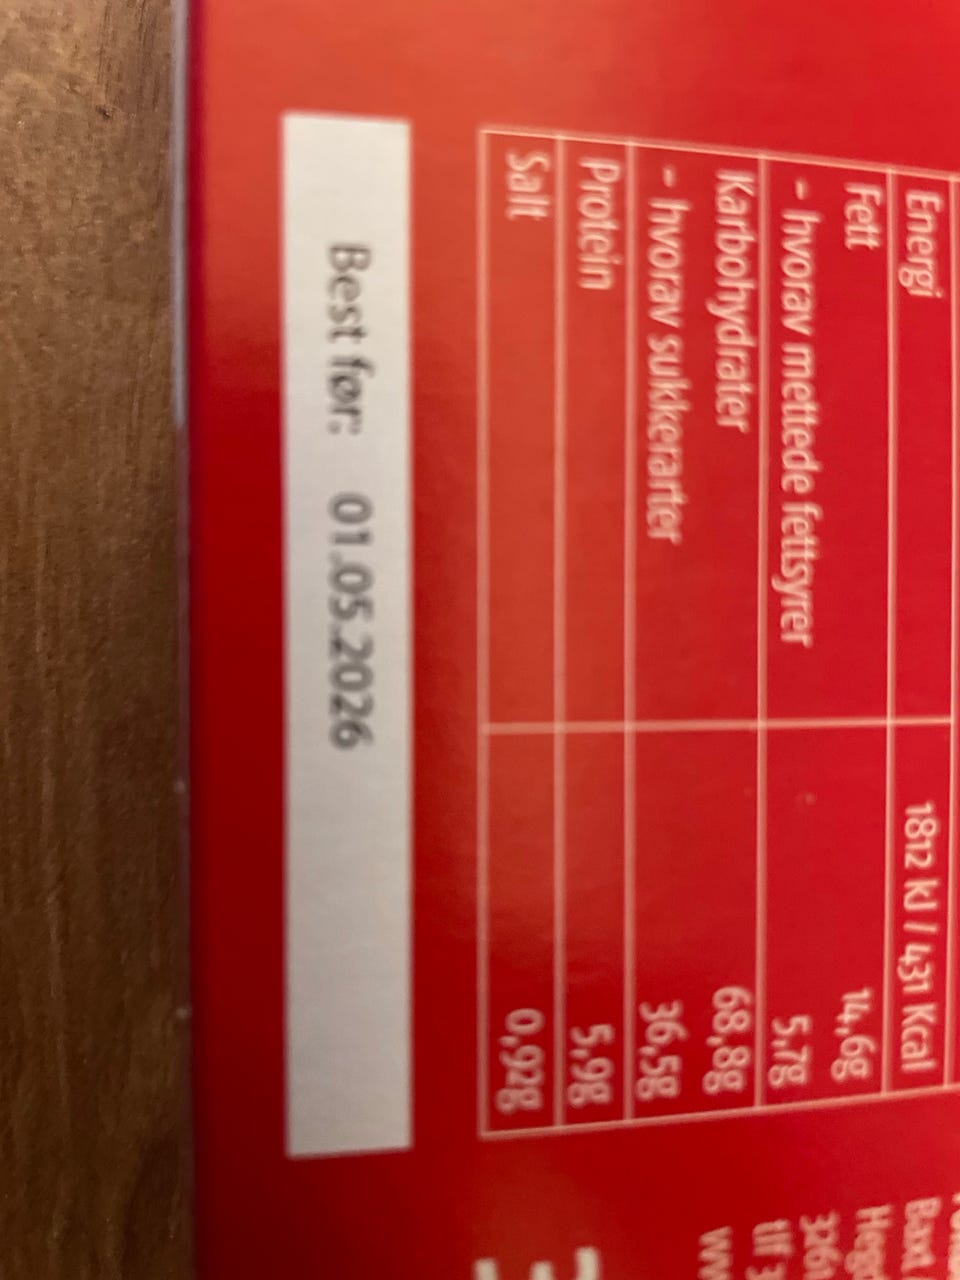 Energi 1812 kJ / 431 Kcal
Fett 14,6g
- hvorav mettede fettsyrer 5,7g
Karbohydrater 68,8g
- hvorav sukkerarter 36,5g
Protein 5,9g
Salt 0,92g
Best før: 01.05.2026
Baxt